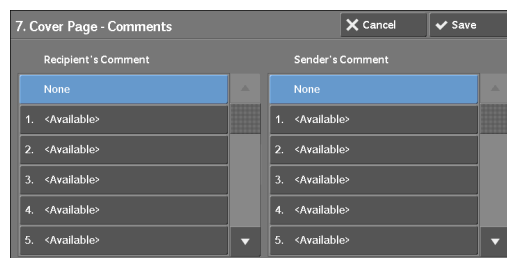 7. Cover Page - Comments Cancel Save
Recipient's Comment Sender's Comment
None None
1. <Available> 1. <Available>
2. <Available> 2. <Available>
3. <Available> 3. <Available>
4. <Available> 4. <Available>
5. <Available> 5. <Available>